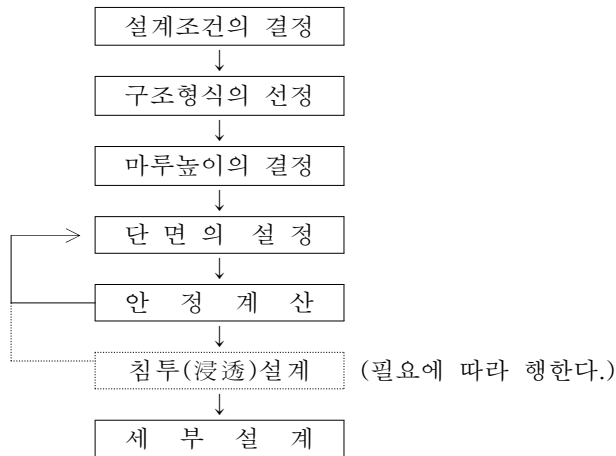 설계조건의 결정
구조형식의 선정
마루높이의 결정
단 면 의 설 정
안 정 계 산
침투(浸透)설계 (필요에 따라 행한다.)
세 부 설 계